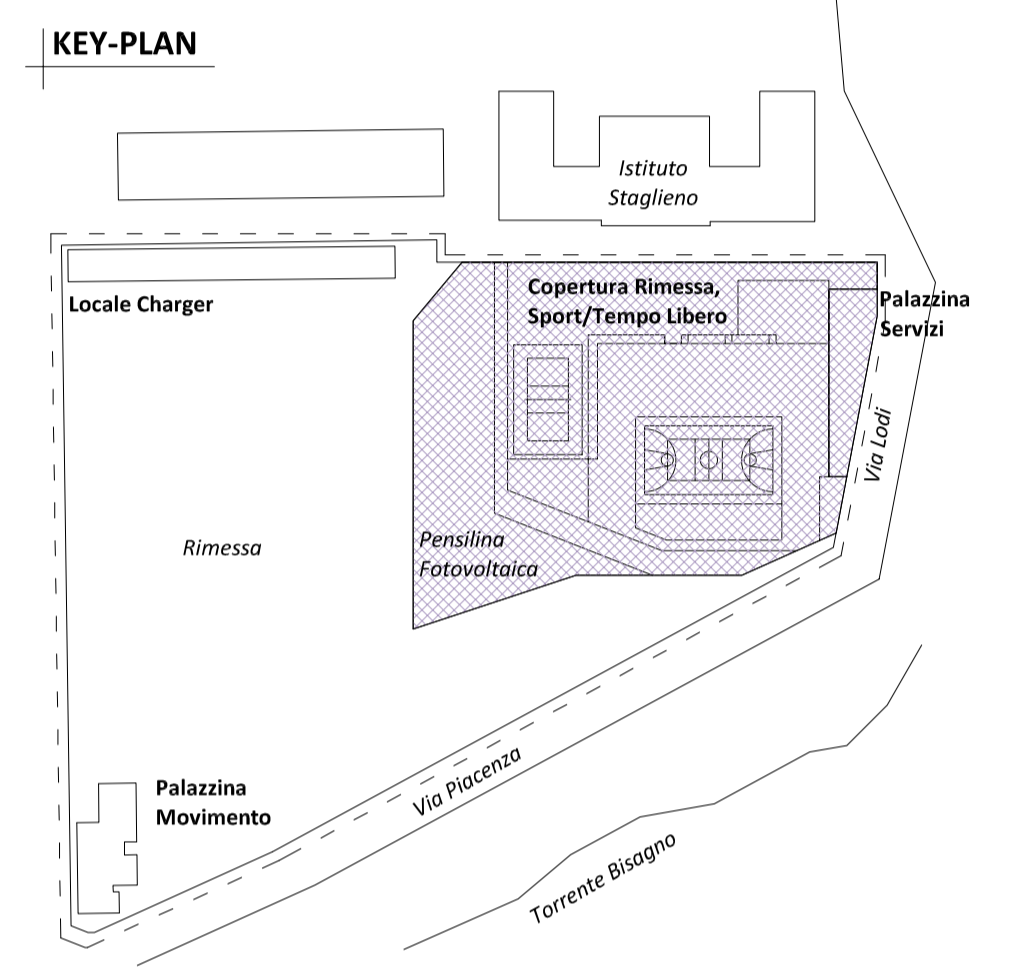 KEY-PLAN
Istituto
Staglieno
Locale Charger
Copertura Rimessa,
Sport/Tempo Libero
Palazzina
Servizi
Via Lodi
Rimessa
Pensilina
Fotovoltaica
Palazzina
Movimento
Via Piacenza
Torrente Bisagno